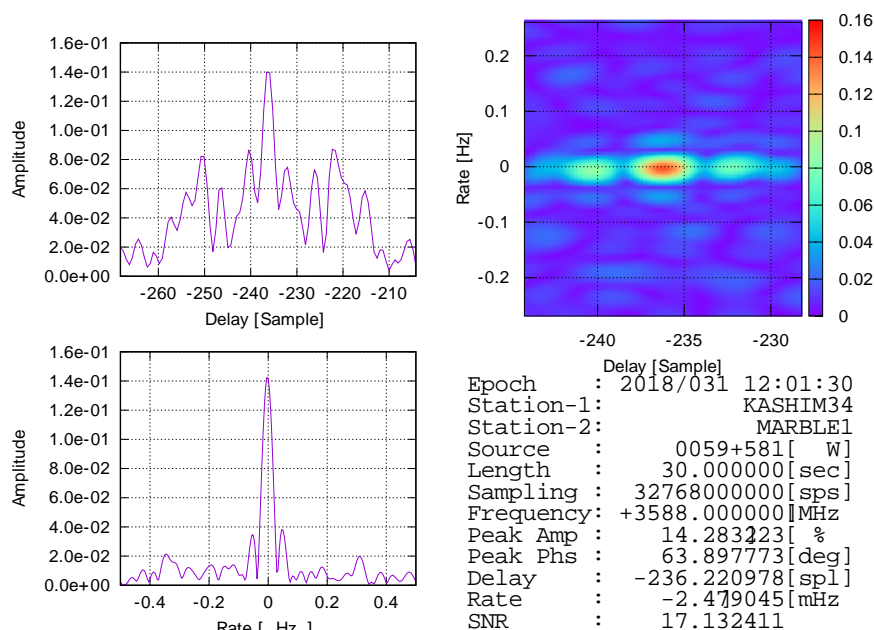 1.6e-01
1.4e-01
1.2e-01
1.0e-01
8.0e-02
6.0e-02
4.0e-02
2.0e-02
0.0e+00
Amplitude
-260 -250 -240 -230 -220 -210
Delay [Sample]
0.2
0.1
0
-0.1
-0.2
Rate [Hz]
-240 -235 -230
Delay [Sample]
0.16
0.14
0.12
0.1
0.08
0.06
0.04
0.02
0
1.6e-01
1.4e-01
1.2e-01
1.0e-01
8.0e-02
6.0e-02
4.0e-02
2.0e-02
0.0e+00
Amplitude
-0.4 -0.2 0 0.2 0.4
Rate [ Hz ]
Epoch : 2018/031 12:01:30
Station-1: KASHIM34
Station-2: MARBLE1
Source : 0059+581[ W]
Length : 30.000000[sec]
Sampling : 32768000000[sps]
Frequency: +3588.000000[MHz
Peak Amp : [ %
Peak Phs : 63.897773[deg]
Delay : -236.220978[spl]
Rate : [mHz
SNR : 17.132411